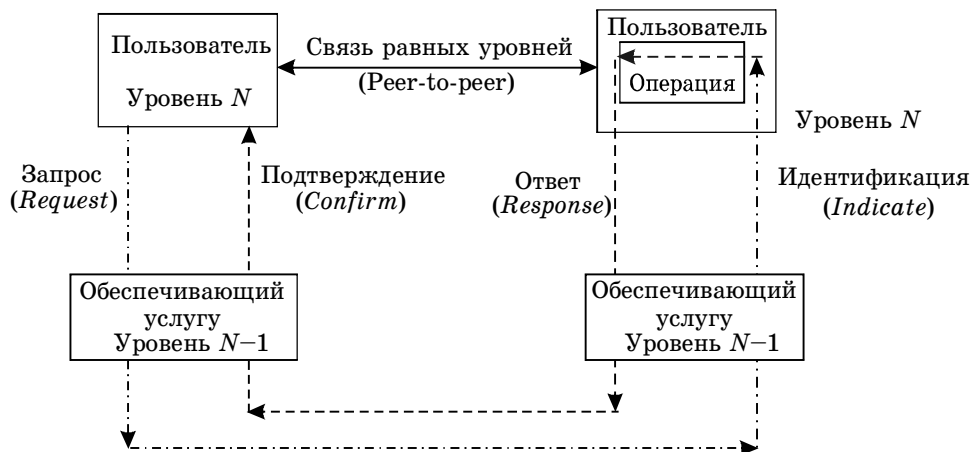 Пользователь
Уровень N
Связь равных уровней
(Peer-to-peer)
Пользователь
Операция
Уровень N
Запрос
(Request)
Подтверждение
(Confirm)
Ответ
(Response)
Идентификация
(Indicate)
Обеспечивающий
услугу
Уровень N–1
Обеспечивающий
услугу
Уровень N–1